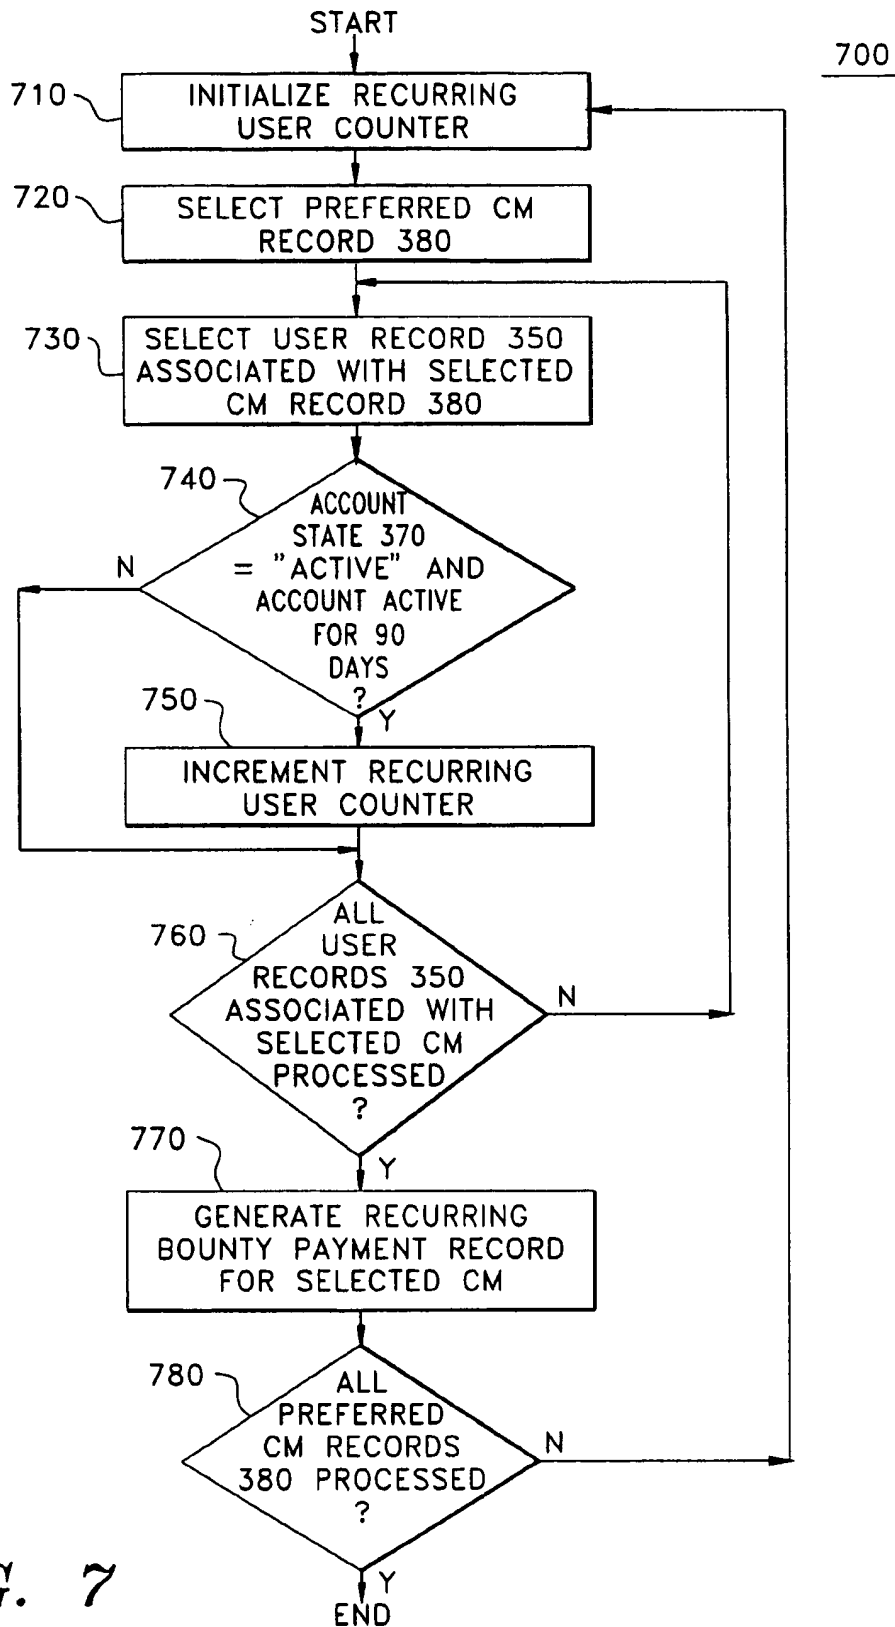 START
700
710
INITIALIZE RECURRING
USER COUNTER
720
SELECT PREFERRED CM
RECORD 380
730
SELECT USER RECORD 350
ASSOCIATED WITH SELECTED
CM RECORD 380
740
ACCOUNT
STATE 370
= "ACTIVE" AND
ACCOUNT ACTIVE
FOR 90
DAYS
?
N
Y
750
INCREMENT RECURRING
USER COUNTER
760
ALL
USER
RECORDS 350
ASSOCIATED WITH
SELECTED CM
PROCESSED
?
N
Y
770
GENERATE RECURRING
BOUNTY PAYMENT RECORD
FOR SELECTED CM
780
ALL
PREFERRED
CM RECORDS
380 PROCESSED
?
N
Y
END
G. 7